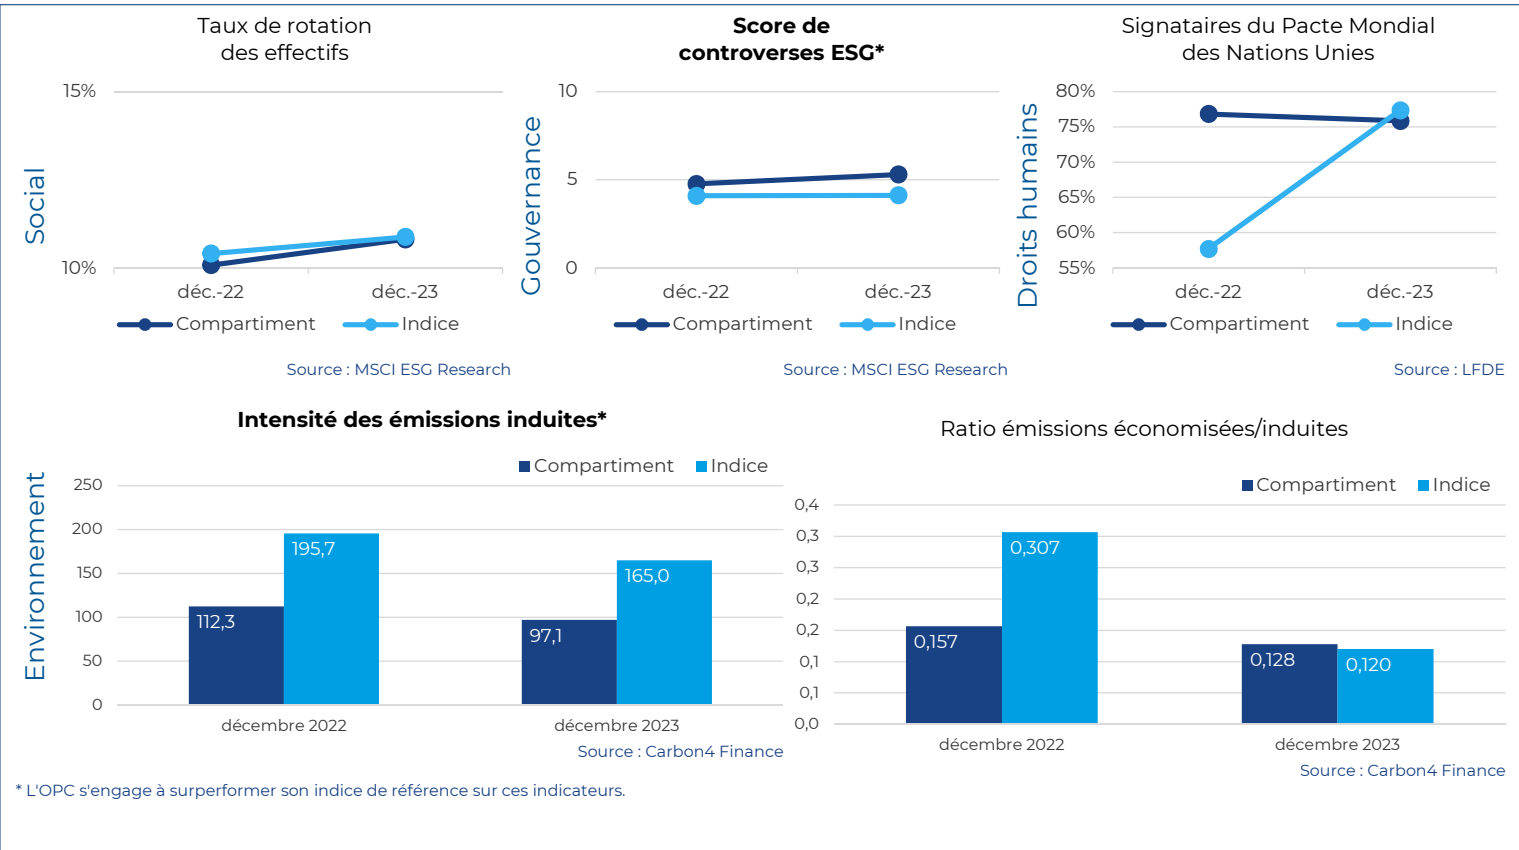 Taux de rotation
des effectifs
Social
15%
10%
déc.-22
déc.-23
Compartiment
Indice
Source : MSCI ESG Research
Score de
controverses ESG*
Gouvernance
10
5
0
déc.-22
déc.-23
Compartiment
Indice
Source : MSCI ESG Research
Signataires du Pacte Mondial
des Nations Unies
Droits humains
80%
75%
70%
65%
60%
55%
déc.-22
déc.-23
Compartiment
Indice
Source : LFDE
Intensité des émissions induites*
Environnement
Compartiment
Indice
250
200
150
100
50
0
112,3
195,7
97,1
165,0
décembre 2022
décembre 2023
Source : Carbon4 Finance
Ratio émissions économisées/induites
Compartiment
Indice
0,4
0,3
0,3
0,2
0,2
0,1
0,1
0,0
0,157
0,307
0,128
0,120
décembre 2022
décembre 2023
Source : Carbon4 Finance
* L'OPC s'engage à surperformer son indice de référence sur ces indicateurs.